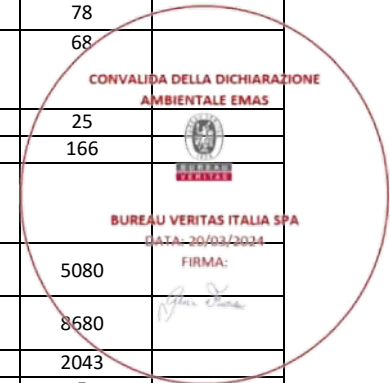 78
68
CONVALIDA DELLA DICHIARAZIONE
AMBIENTALE EMAS
25
166
BUREAU
VERITAS
BUREAU VERITAS ITALIA SPA
DATA: 20/03/2024
FIRMA:
5080
8680
2043